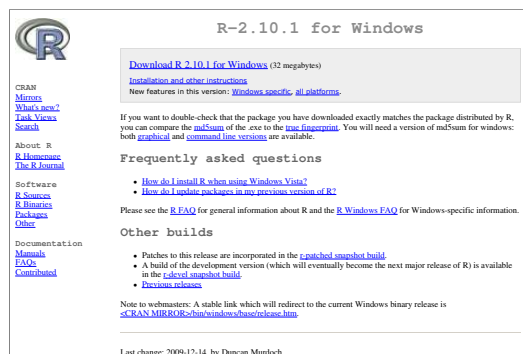 R
CRAN
Mirrors
What's new?
Task Views
Search
About R
R Homepage
The R Journal
Software
R Sources
R Binaries
Packages
Other
Documentation
Manuals
FAQs
Contributed
R-2.10.1 for Windows
Download R 2.10.1 for Windows (32 megabytes)
Installation and other instructions
New features in this version: Windows specific, all platforms.
If you want to double-check that the package you have downloaded exactly matches the package distributed by R,
you can compare the md5sum of the .exe to the true fingerprint. You will need a version of md5sum for windows:
both graphical and command line versions are available.
Frequently asked questions
• How do I install R when using Windows Vista?
• How do I update packages in my previous version of R?
Please see the R FAQ for general information about R and the R Windows FAQ for Windows-specific information.
Other builds
• Patches to this release are incorporated in the r-patched snapshot build.
• A build of the development version (which will eventually become the next major release of R) is available
in the r-devel snapshot build.
• Previous releases
Note to webmasters: A stable link which will redirect to the current Windows binary release is
<CRAN MIRROR>/bin/windows/base/release.htm.
Last change: 2009-12-14, by Duncan Murdoch